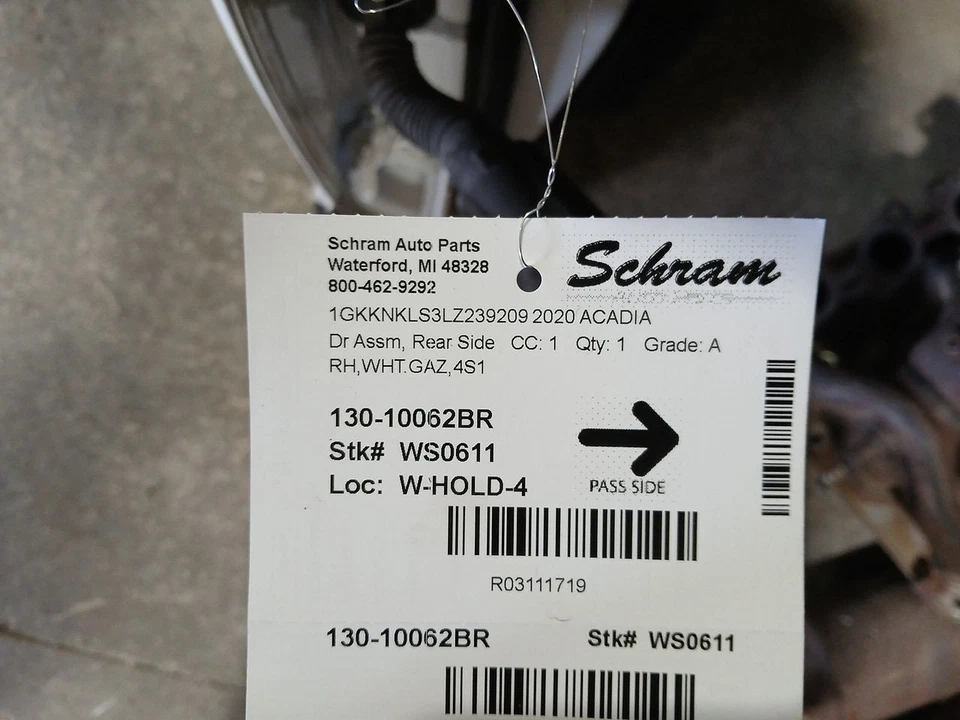 Schram Auto Parts
Waterford, MI 48328
800-462-9292
Schram
1GKKNKLS3LZ239209 2020 ACADIA
Dr Assm, Rear Side CC: 1 Qty: 1 Grade: A
RH,WHT.GAZ,4S1
130-10062BR
Stk# WS0611
Loc: W-HOLD-4
PASS SIDE
R03111719
130-10062BR Stk# WS0611